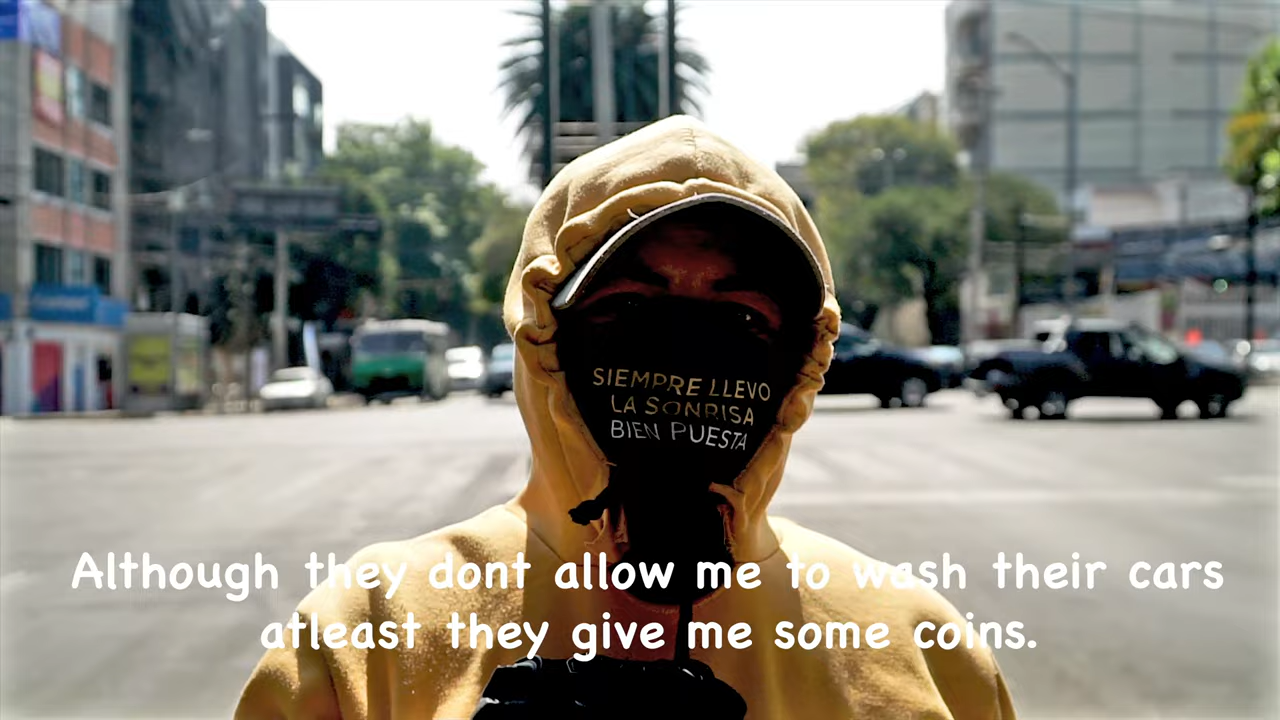 SIEMPRE LLEVO
LA SONRISA
BIEN PUESTA
Although they dont allow me to wash their cars
atleast they give me some coins.